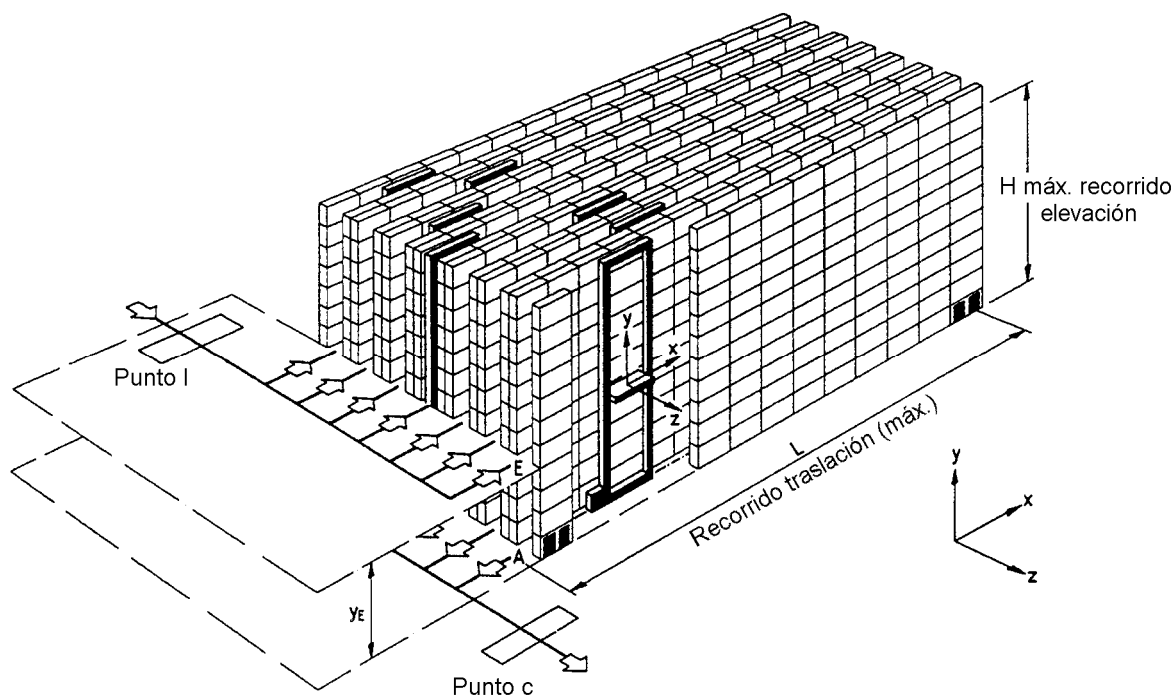 H máx. recorrido
elevación
Punto I
y
x
z
E
L
Recorrido traslación (máx.)
y
x
z
A
yE
Punto c